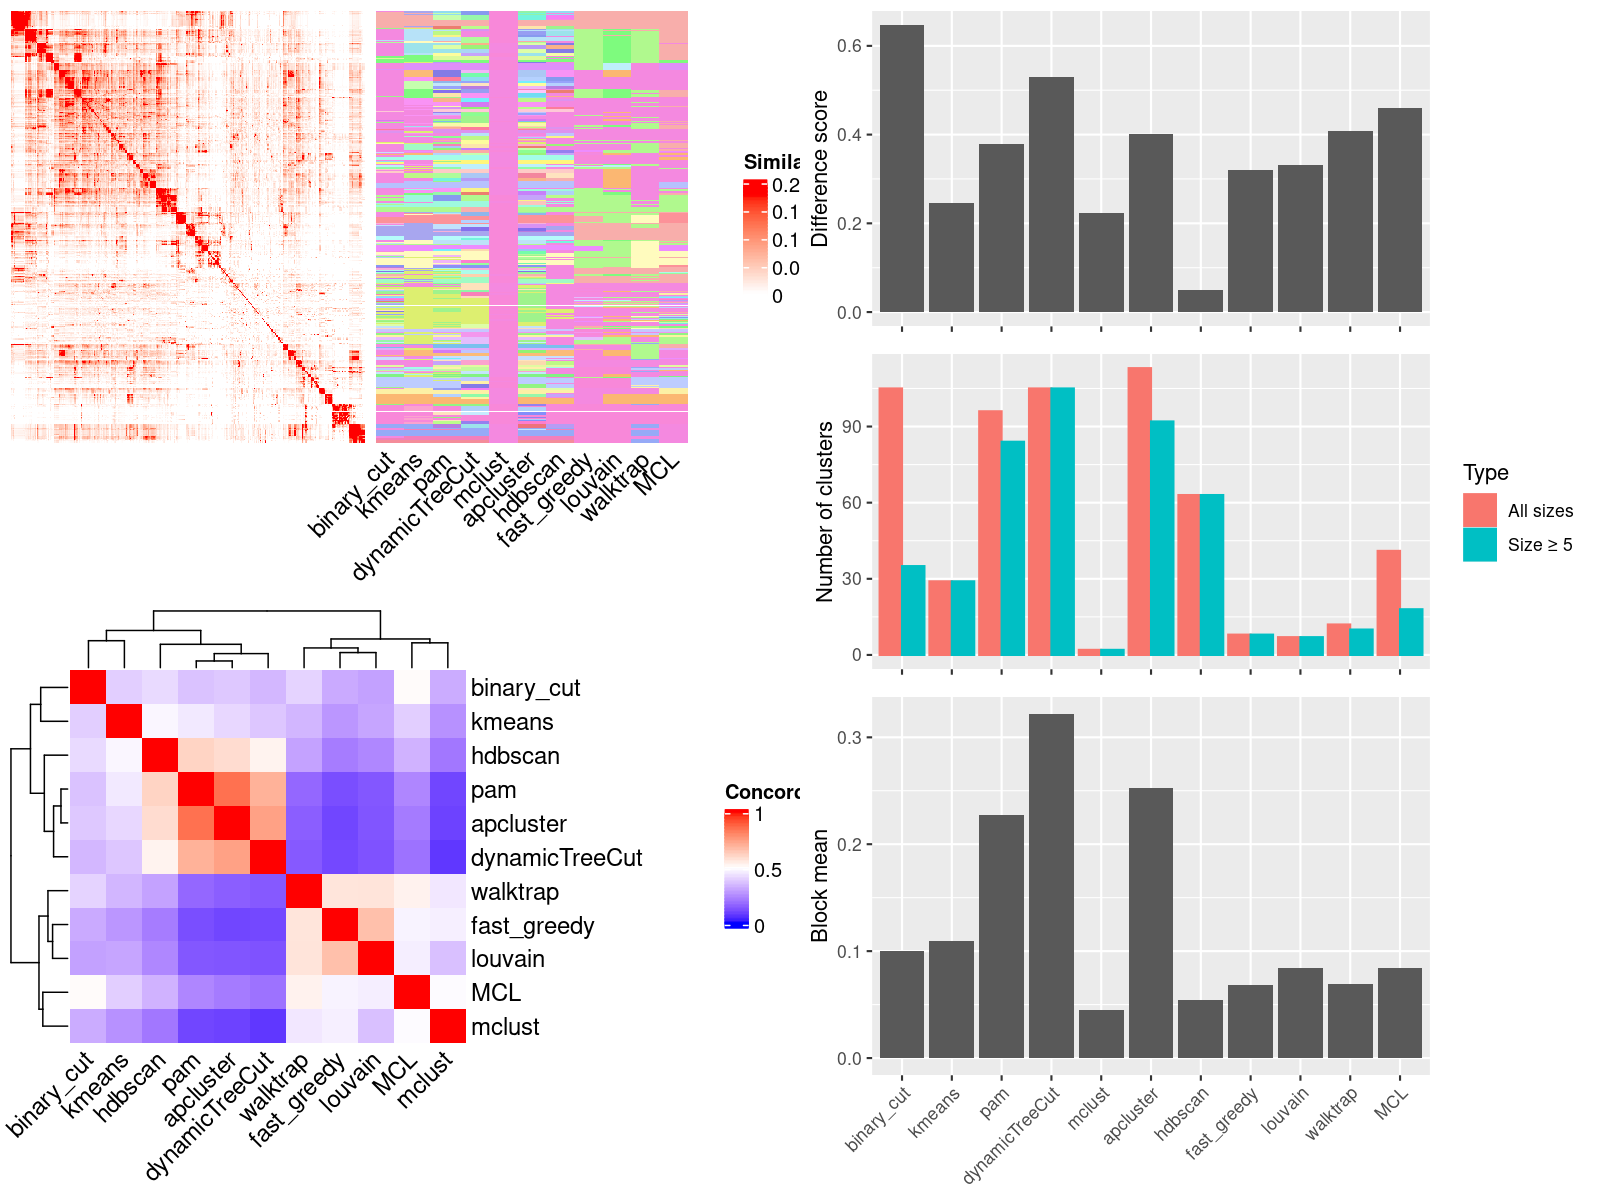 Simila
0.2
0.1
0.1
0.0
0
binary_cut
kmeans
pam
dynamicTreeCut
mclust
apcluster
hdbscan
fast_greedy
louvain
walktrap
MCL
Difference score
0.6
0.4
0.2
0.0
Number of clusters
90
60
30
0
Type
All sizes
Size ≥ 5
binary_cut
kmeans
hdbscan
pam
apcluster
dynamicTreeCut
walktrap
fast_greedy
louvain
MCL
mclust
binary_cut
kmeans
hdbscan
pam
apcluster
dynamicTreeCut
walktrap
fast_greedy
louvain
MCL
mclust
Concord
1
0.5
0
Block mean
0.3
0.2
0.1
0.0
binary_cut
kmeans
pam
dynamicTreeCut
mclust
apcluster
hdbscan
fast_greedy
louvain
walktrap
MCL